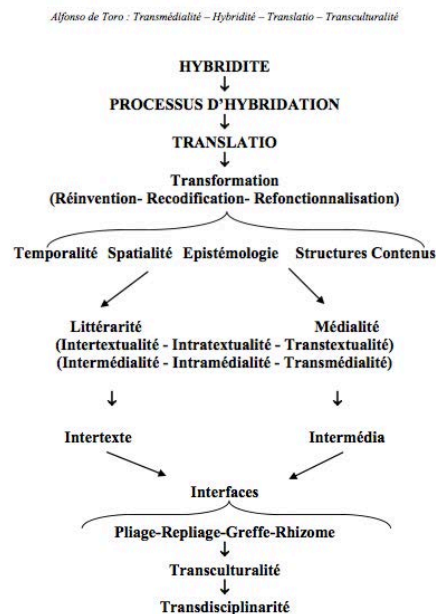 Alfonso de Toro : Transmédialité – Hybridité – Translatio – Transculturalité
HYBRIDITE
PROCESSUS D'HYBRIDATION
TRANSLATIO
Transformation
(Réinvention- Recodification- Refonctionnalisation)
Temporalité Spatialité Epistémologie Structures Contenus
Littérarité Médialité
(Intertextualité - Intratextualité - Transtextualité)
(Intermédialité - Intramédialité - Transmédialité)
Intertexte Intermédia
Interfaces
Pliage-Repliage-Greffe-Rhizome
Transculturalité
Transdisciplinarité